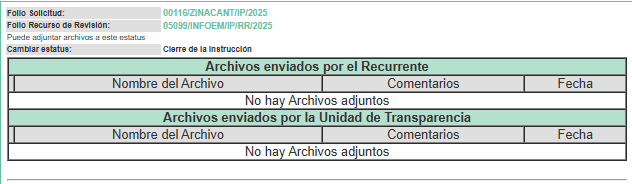 Folio Solicitud: 00116/ZINACANT/IP/2025
Folio Recurso de Revisión: 05099/INFOEM/IP/RR/2025
Puede adjuntar archivos a este estatus
Cambiar estatus: Cierre de la Instrucción
Archivos enviados por el Recurrente
Nombre del Archivo Comentarios Fecha
No hay Archivos adjuntos
Archivos enviados por la Unidad de Transparencia
Nombre del Archivo Comentarios Fecha
No hay Archivos adjuntos